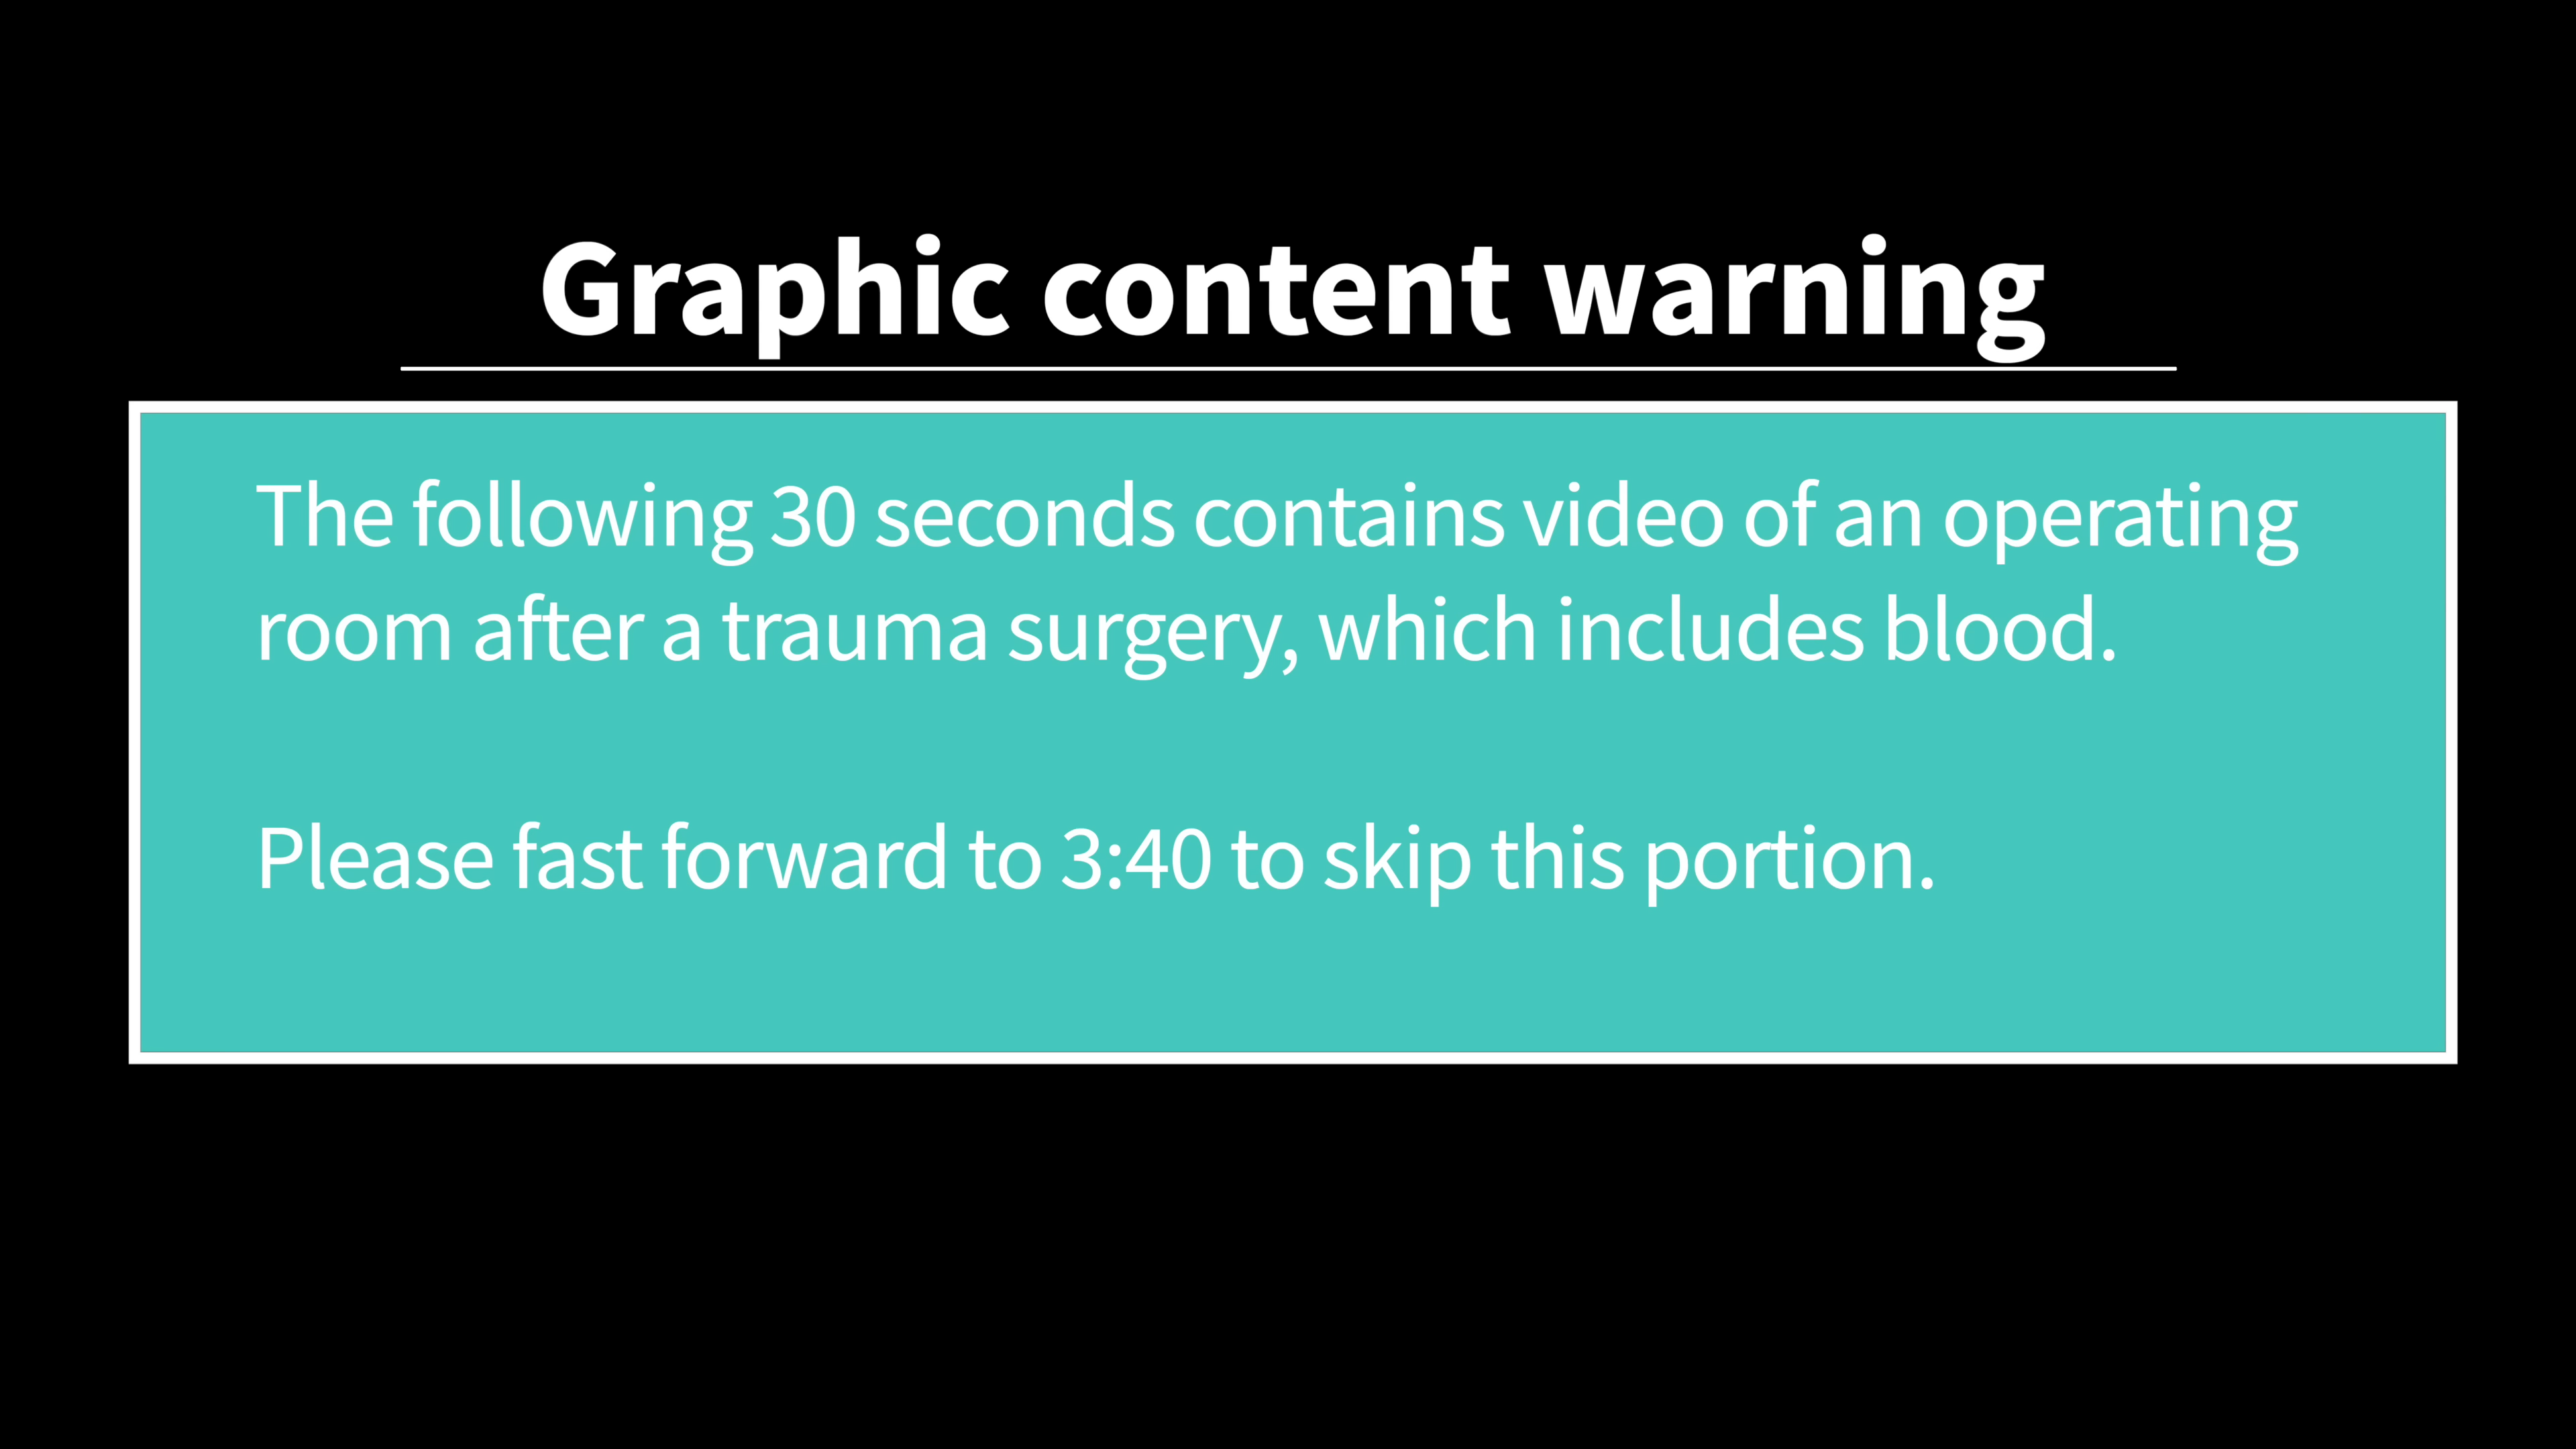 Graphic content warning
The following 30 seconds contains video of an operating
room after a trauma surgery, which includes blood.
Please fast forward to 3:40 to skip this portion.